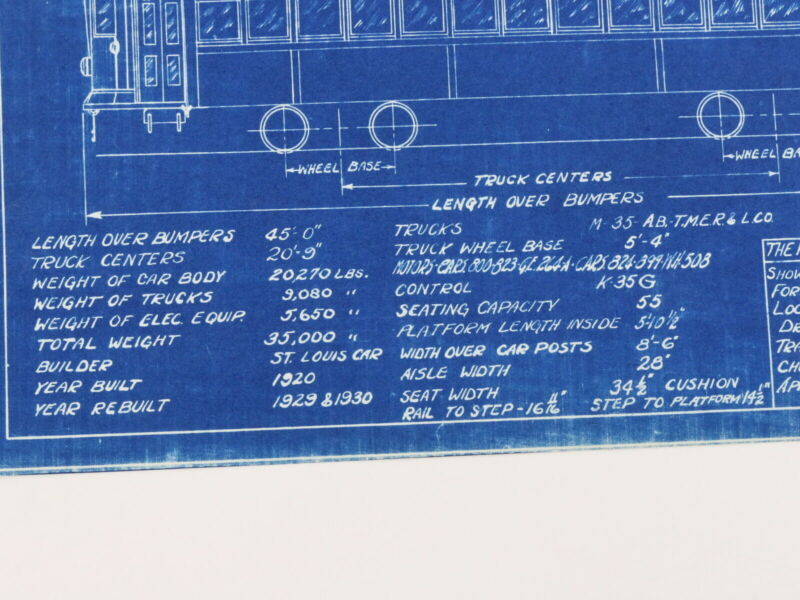 WHEEL BASE
WHEEL BA
TRUCK CENTERS
LENGTH OVER BUMPERS
LENGTH OVER BUMPERS 45'-0"
TRUCK CENTERS 20'-9"
WEIGHT OF CAR BODY 20,270 LBS.
WEIGHT OF TRUCKS 9,080 "
WEIGHT OF ELEC. EQUIP. 5,650 "
TOTAL WEIGHT 35,000 "
BUILDER ST. LOUIS CAR
YEAR BUILT 1920
YEAR REBUILT 1929 & 1930
TRUCKS M-35-A.B.-T.M.E.R. & L.CO.
TRUCK WHEEL BASE 5'-4"
MOTORS-CARS 800-823-GE.264-A-CARS 824-899-WH 508
CONTROL K-35G
SEATING CAPACITY 55
PLATFORM LENGTH INSIDE 5'-10½"
WIDTH OVER CAR POSTS 8'-6"
AISLE WIDTH 28"
SEAT WIDTH 34½" CUSHION
RAIL TO STEP-16 11/16" STEP TO PLATFORM 14½"
THE
SHOW
FOR
LOC
DR
TRA
CH
AP